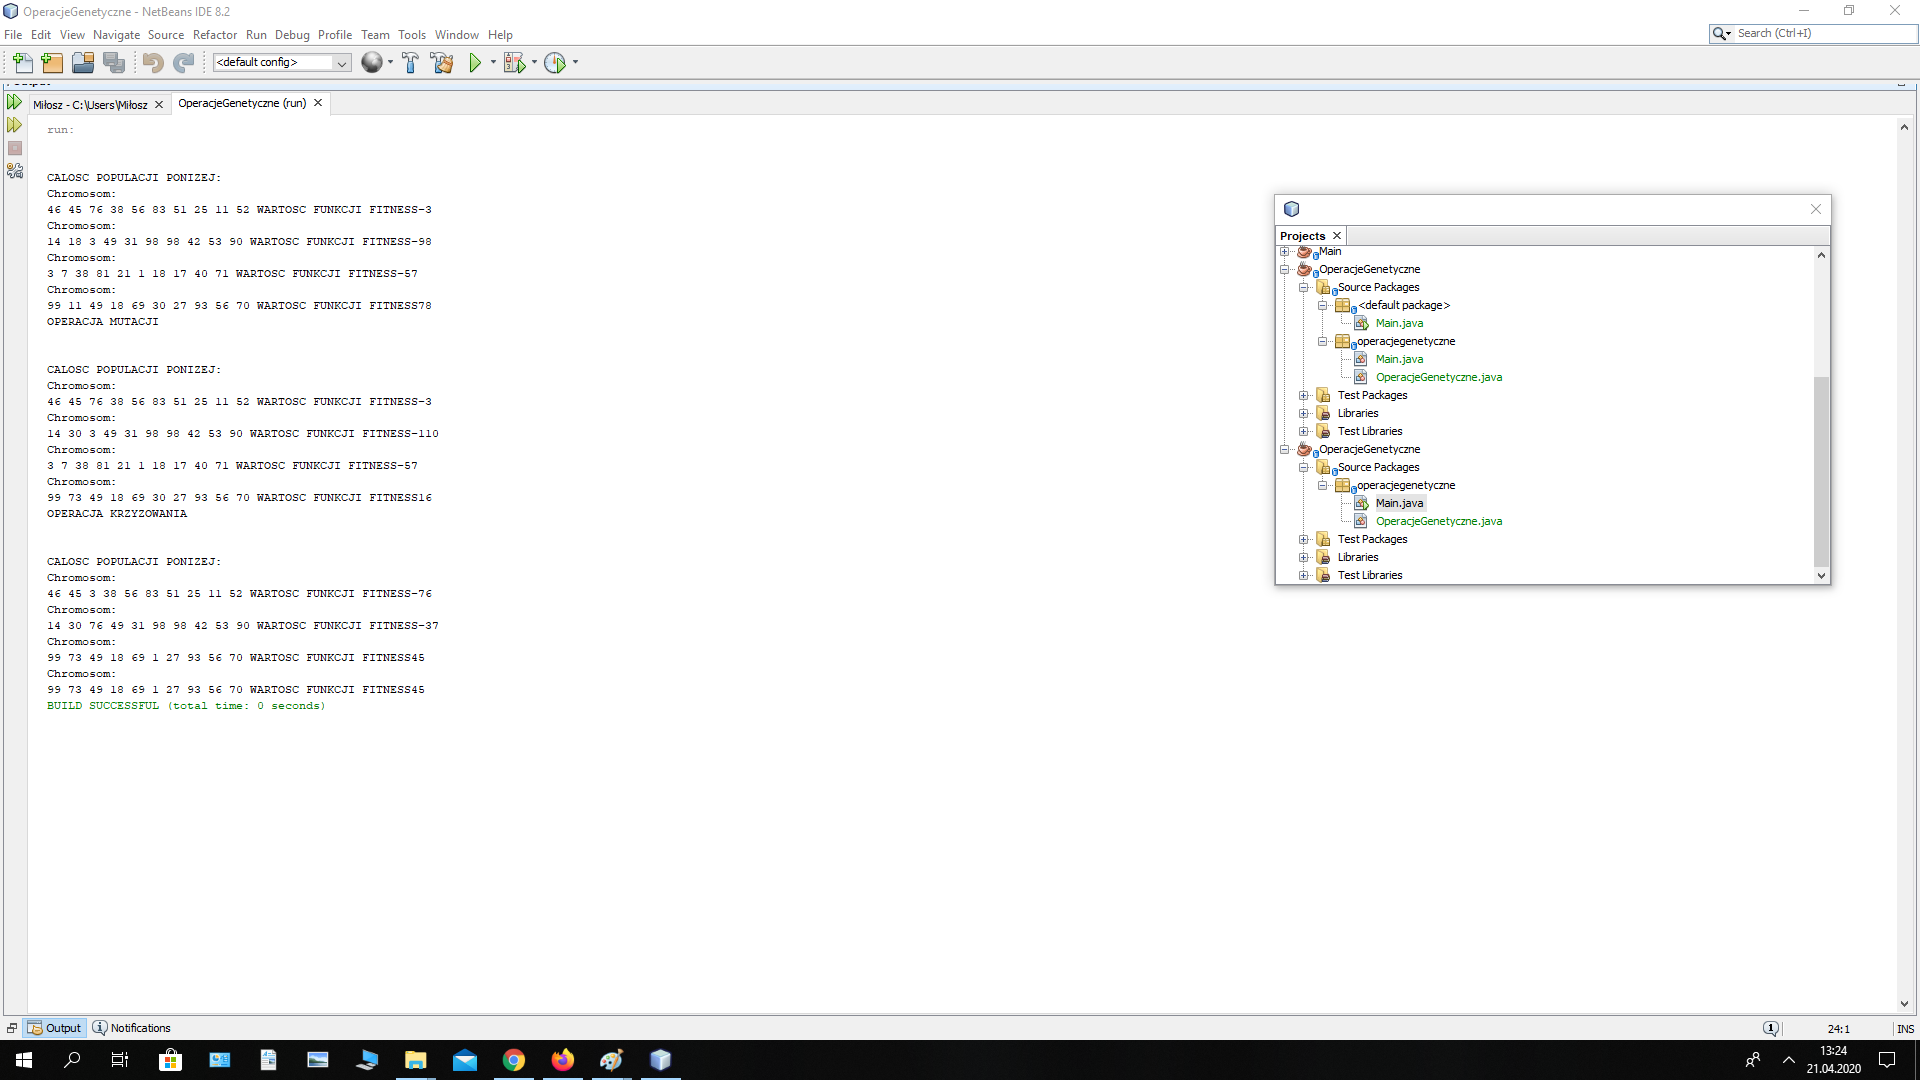 OperacjeGenetyczne - NetBeans IDE 8.2
File Edit View Navigate Source Refactor Run Debug Profile Team Tools Window Help
Search (Ctrl+I)
<default config>
Output
Miłosz - C:\Users\Miłosz
OperacjeGenetyczne (run)
run:
CALOSC POPULACJI PONIZEJ:
Chromosom:
46 45 76 38 56 83 51 25 11 52 WARTOSC FUNKCJI FITNESS-3
Chromosom:
14 18 3 49 31 98 98 42 53 90 WARTOSC FUNKCJI FITNESS-98
Chromosom:
3 7 38 81 21 1 18 17 40 71 WARTOSC FUNKCJI FITNESS-57
Chromosom:
99 11 49 18 69 30 27 93 56 70 WARTOSC FUNKCJI FITNESS78
OPERACJA MUTACJI
CALOSC POPULACJI PONIZEJ:
Chromosom:
46 45 76 38 56 83 51 25 11 52 WARTOSC FUNKCJI FITNESS-3
Chromosom:
14 30 3 49 31 98 98 42 53 90 WARTOSC FUNKCJI FITNESS-110
Chromosom:
3 7 38 81 21 1 18 17 40 71 WARTOSC FUNKCJI FITNESS-57
Chromosom:
99 73 49 18 69 30 27 93 56 70 WARTOSC FUNKCJI FITNESS16
OPERACJA KRZYZOWANIA
CALOSC POPULACJI PONIZEJ:
Chromosom:
46 45 3 38 56 83 51 25 11 52 WARTOSC FUNKCJI FITNESS-76
Chromosom:
14 30 76 49 31 98 98 42 53 90 WARTOSC FUNKCJI FITNESS-37
Chromosom:
99 73 49 18 69 1 27 93 56 70 WARTOSC FUNKCJI FITNESS45
Chromosom:
99 73 49 18 69 1 27 93 56 70 WARTOSC FUNKCJI FITNESS45
BUILD SUCCESSFUL (total time: 0 seconds)
Projects
Main
OperacjeGenetyczne
Source Packages
<default package>
Main.java
operacjegenetyczne
Main.java
OperacjeGenetyczne.java
Test Packages
Libraries
Test Libraries
OperacjeGenetyczne
Source Packages
operacjegenetyczne
Main.java
OperacjeGenetyczne.java
Test Packages
Libraries
Test Libraries
Output
Notifications
1
24:1
INS
13:24
21.04.2020